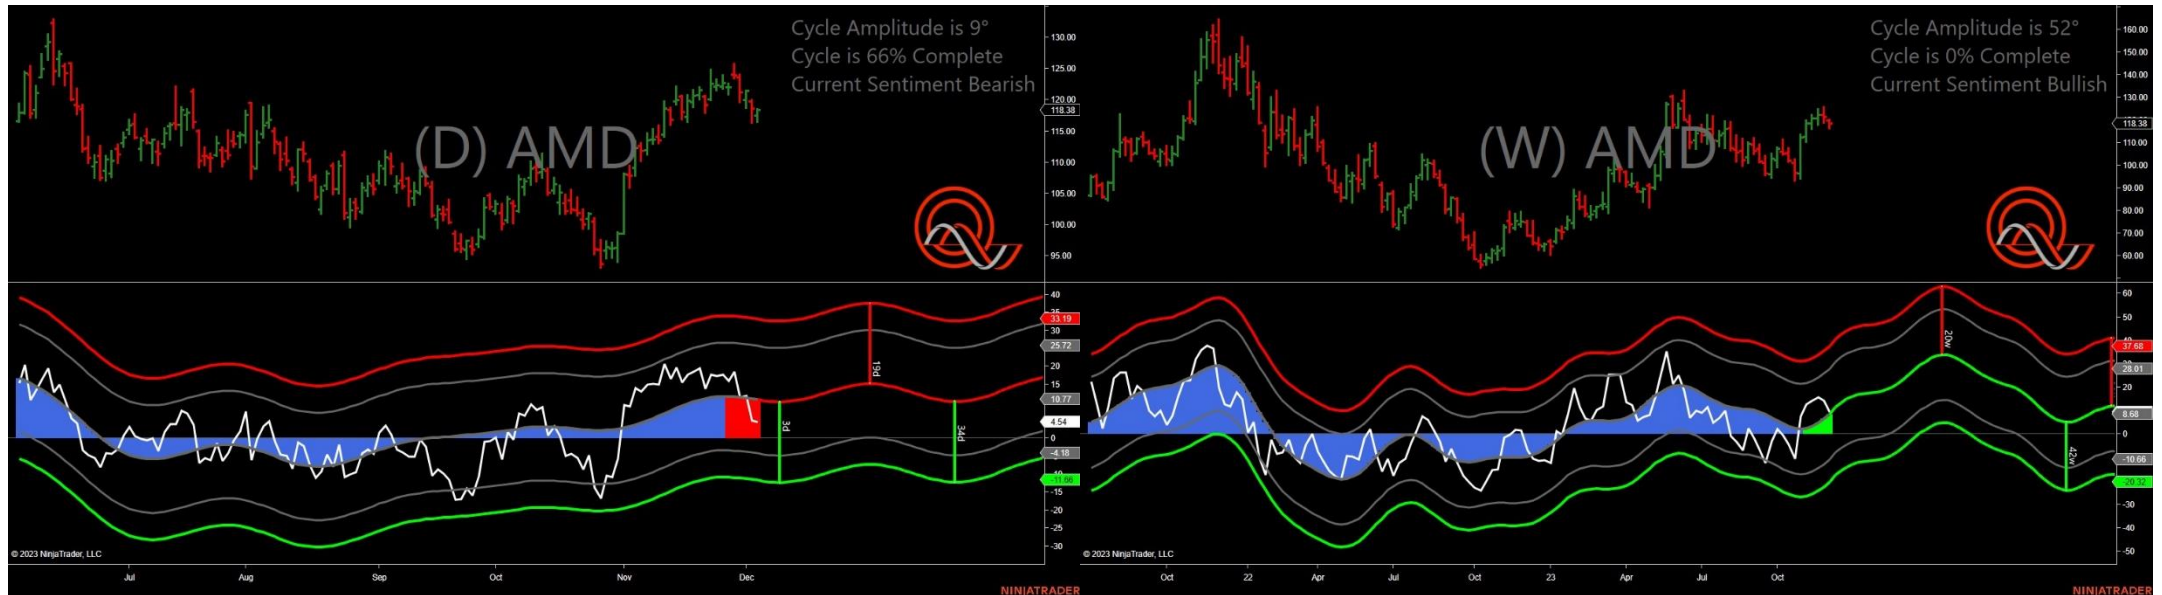 Cycle Amplitude is 9°
Cycle is 66% Complete
Current Sentiment Bearish
(D) AMD
130.00
125.00
120.00
118.38
115.00
110.00
105.00
100.00
95.00
40
33.19
30
25.72
20
15
10.77
4.54
0
-4.18
-11.66
-15
-20
-25
-30
3d
19d
34d
© 2023 NinjaTrader, LLC
Jul
Aug
Sep
Oct
Nov
Dec
NINJATRADER
Cycle Amplitude is 52°
Cycle is 0% Complete
Current Sentiment Bullish
(W) AMD
160.00
150.00
140.00
130.00
118.38
110.00
100.00
90.00
80.00
70.00
60.00
60
50
37.68
28.01
20
8.68
0
-10.66
-20.32
-30
-40
-50
20w
42w
© 2023 NinjaTrader, LLC
Oct
22
Apr
Jul
Oct
23
Apr
Jul
Oct
NINJATRADER